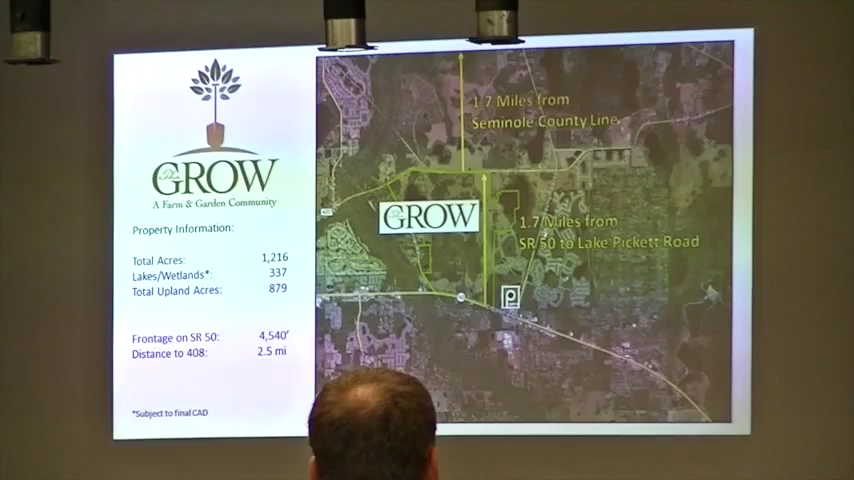 The
GROW
A Farm & Garden Community
Property Information:
Total Acres: 1,216
Lakes/Wetlands*: 337
Total Upland Acres: 879
Frontage on SR 50: 4,540'
Distance to 408: 2.5 mi
*Subject to final CAD
1.7 Miles from
Seminole County Line
GROW
1.7 Miles from
SR 50 to Lake Pickett Road